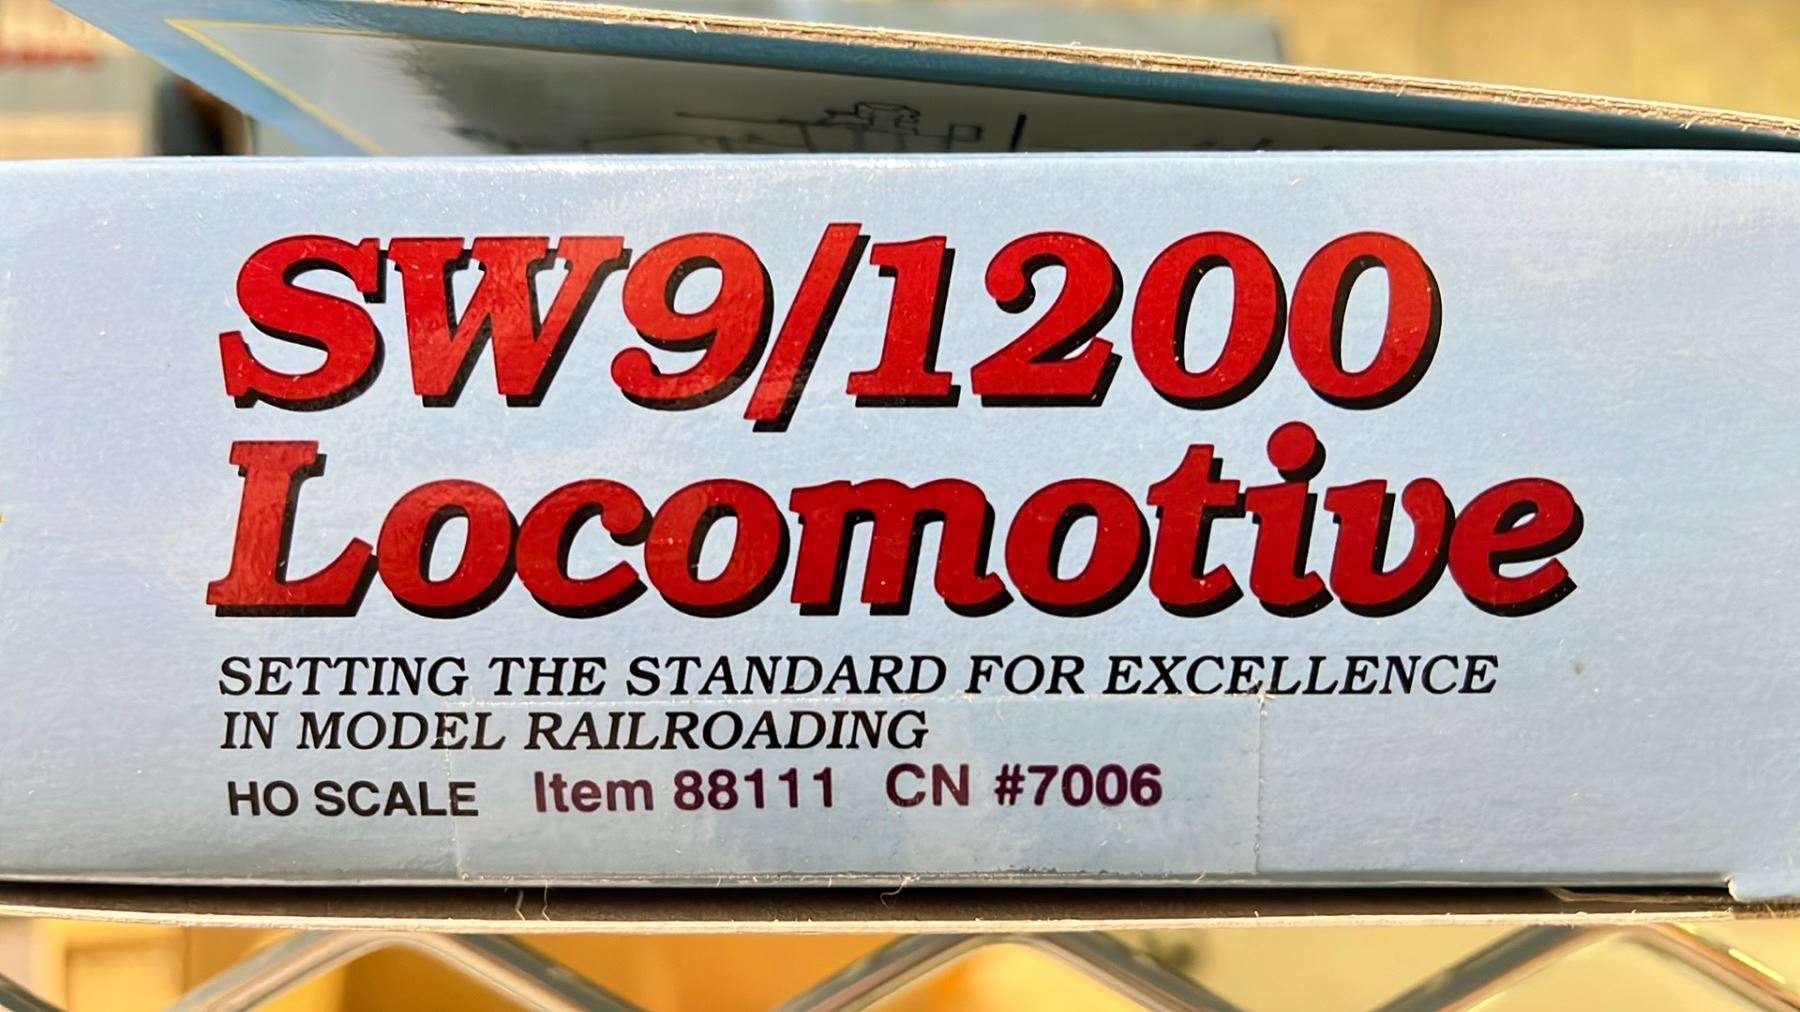 SW9/1200
Locomotive
SETTING THE STANDARD FOR EXCELLENCE
IN MODEL RAILROADING
HO SCALE Item 88111 CN #7006